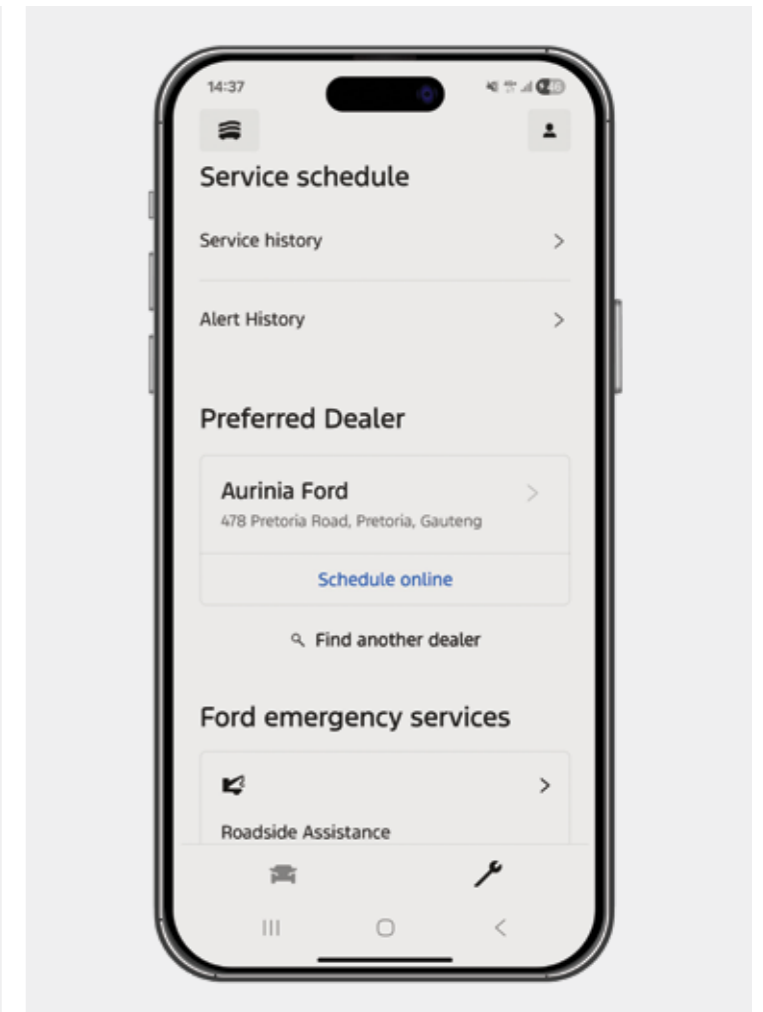 14:37
Service schedule
Service history
Alert History
Preferred Dealer
Aurinia Ford
478 Pretoria Road, Pretoria, Gauteng
Schedule online
Find another dealer
Ford emergency services
Roadside Assistance